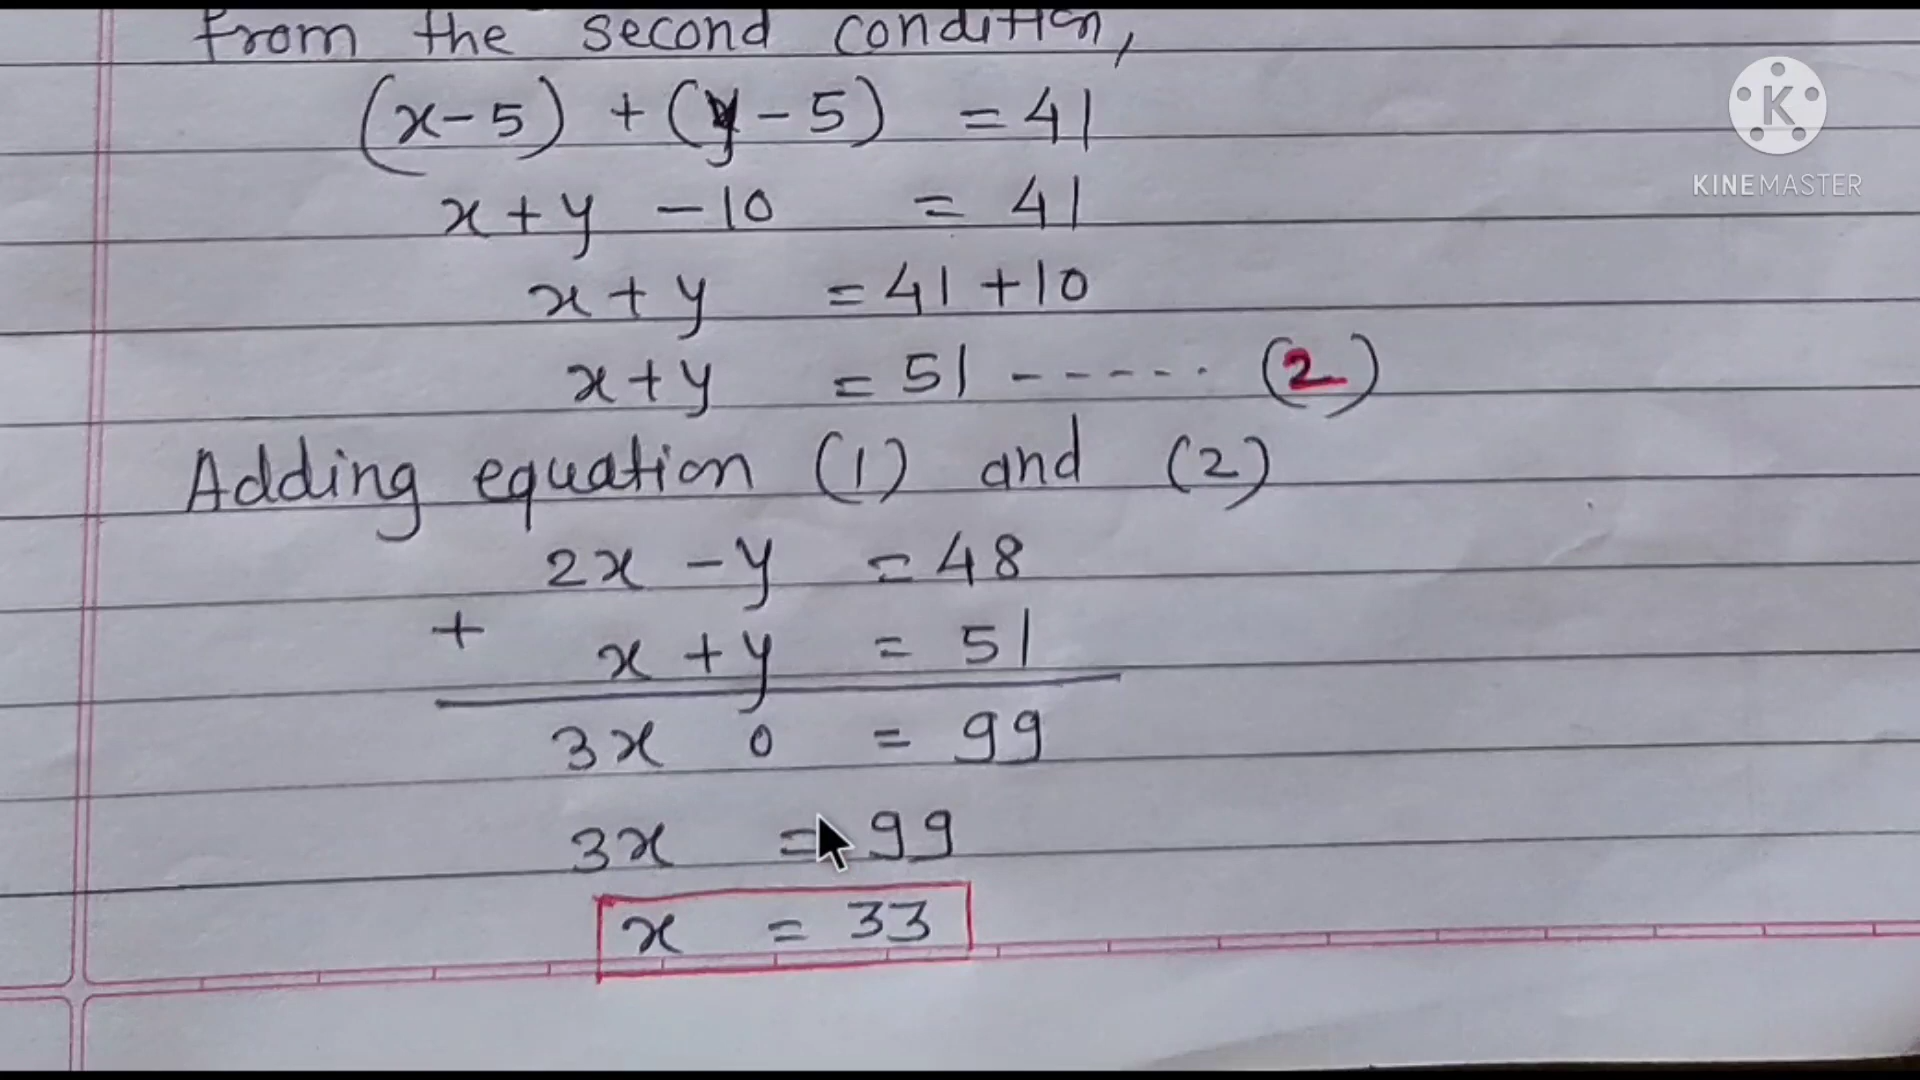 from the second condition,
(x-5) + (y-5) = 41
x+y -10 = 41
x+y = 41+10
x+y = 51 ----- (2)
Adding equation (1) and (2)
2x -y = 48
+ x +y = 51
3x 0 = 99
3x = 99
x = 33
K
KINEMASTER